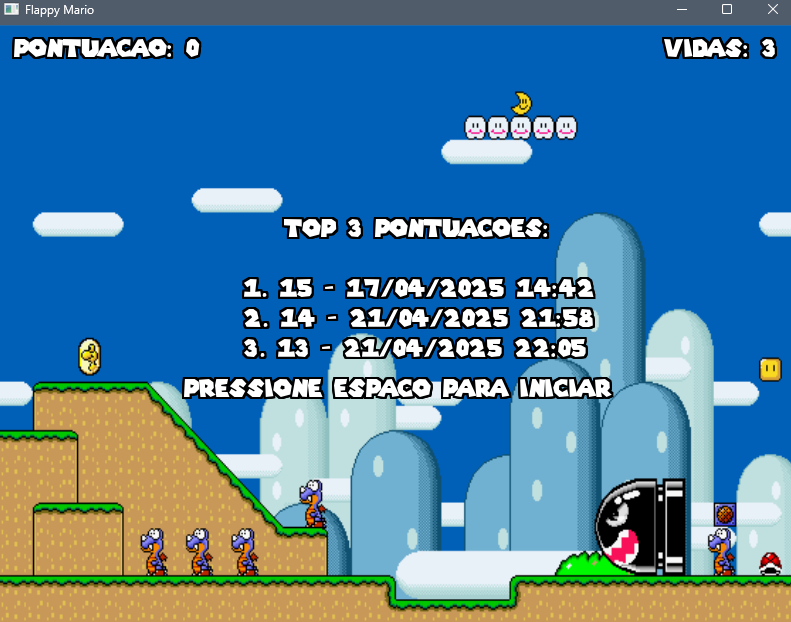 Flappy Mario
PONTUACAO: 0
VIDAS: 3
TOP 3 PONTUACOES:
1. 15 - 17/04/2025 14:42
2. 14 - 21/04/2025 21:58
3. 13 - 21/04/2025 22:05
PRESSIONE ESPACO PARA INICIAR